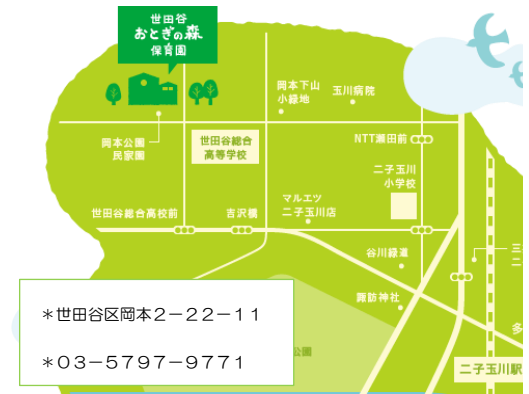 世田谷
おとぎの森
保育園
岡本下山
小緑地
玉川病院
岡本公園
民家園
世田谷総合
高等学校
NTT瀬田前
二子玉川
小学校
マルエツ
二子玉川店
世田谷総合高校前
吉沢橋
谷川緑道
諏訪神社
三
二
多
公園
二子玉川駅
＊世田谷区岡本２－２２－１１
＊０３－５７９７－９７７１